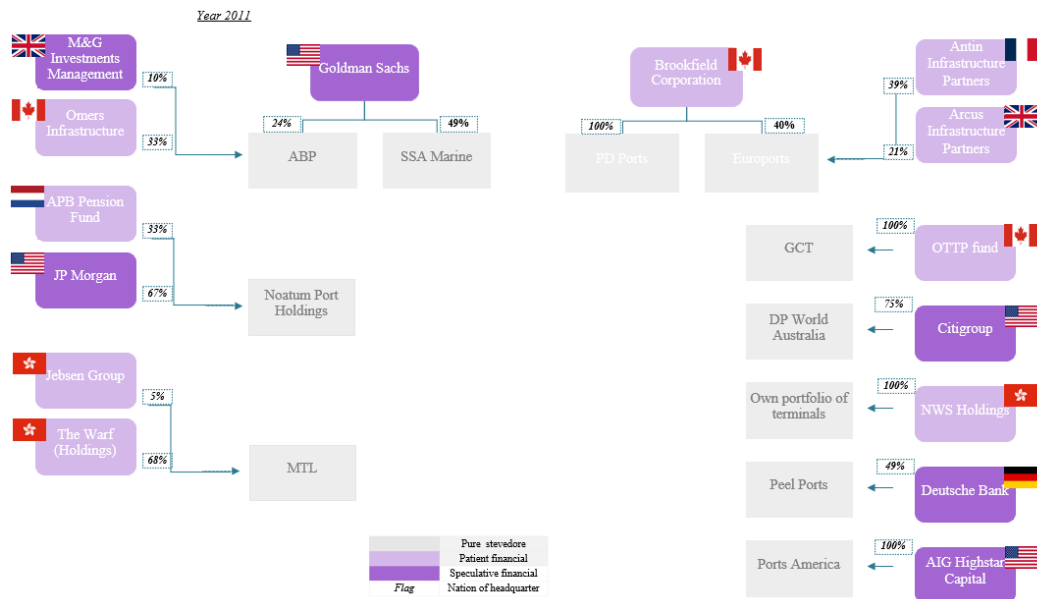 Year 2011
M&G
Investments
Management
10%
Omers
Infrastructure
33%
Goldman Sachs
24%
49%
ABP
SSA Marine
Brookfield
Corporation
100%
40%
PD Ports
Euroports
Antin
Infrastructure
Partners
39%
Arcus
Infrastructure
Partners
21%
APB Pension
Fund
33%
JP Morgan
67%
Noatum Port
Holdings
Jebsen Group
5%
The Warf
(Holdings)
68%
MTL
GCT
100%
OTTP fund
DP World
Australia
75%
Citigroup
Own portfolio of
terminals
100%
NWS Holdings
Peel Ports
49%
Deutsche Bank
Ports America
100%
AIG Highstar
Capital
Pure stevedore
Patient financial
Speculative financial
Flag Nation of headquarter